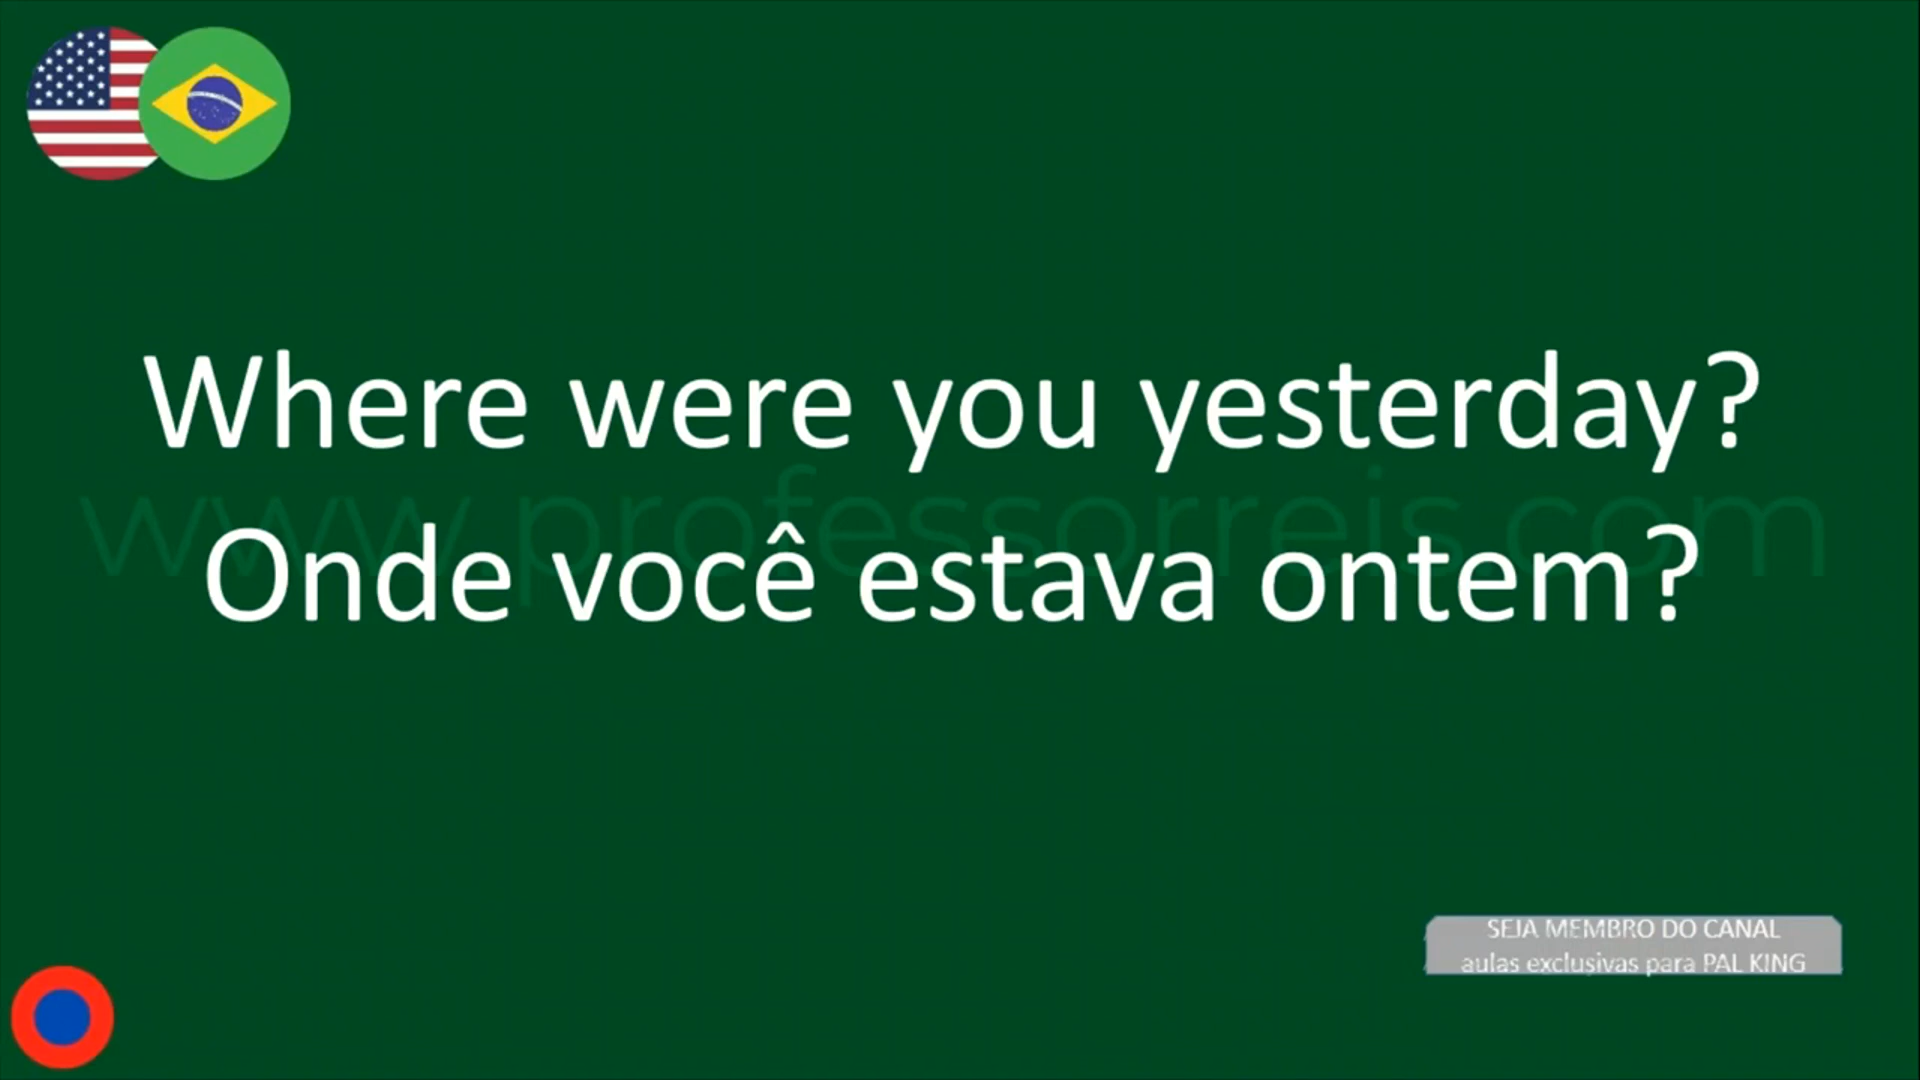 Where were you yesterday?
www.professorreis.com
Onde você estava ontem?
SEJA MEMBRO DO CANAL
aulas exclusivas para PAL KING